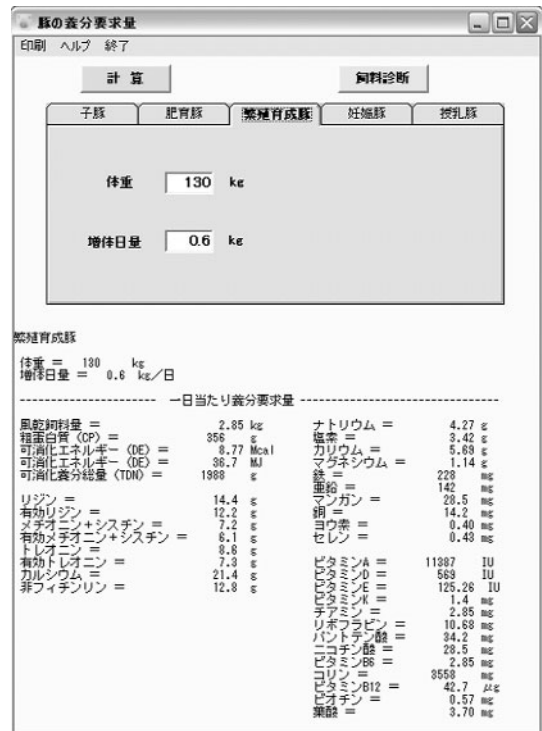 豚の養分要求量
印刷 ヘルプ 終了
計 算 飼料診断
子豚 肥育豚 繁殖育成豚 妊娠豚 授乳豚
体重 130 kg
増体日量 0.6 kg
繁殖育成豚
体重 = 130 kg
増体日量 = 0.6 kg/日
---------------------- 一日当たり養分要求量 --------------------------------
風乾飼料量 = 2.85 kg
粗蛋白質 (CP) = 356 g
可消化エネルギー (DE) = 8.77 Mcal
可消化エネルギー (DE) = 36.7 MJ
可消化養分総量 (TDN) = 1988 g
リジン = 14.4 g
有効リジン = 12.2 g
メチオニン+シスチン = 7.2 g
有効メチオニン+シスチン = 6.1 g
トレオニン = 8.6 g
有効トレオニン = 7.3 g
カルシウム = 21.4 g
非フィチンリン = 12.8 g
ナトリウム = 4.27 g
塩素 = 3.42 g
カリウム = 5.69 g
マグネシウム = 1.14 g
鉄 = 228 mg
亜鉛 = 142 mg
マンガン = 28.5 mg
銅 = 14.2 mg
ヨウ素 = 0.40 mg
セレン = 0.43 mg
ビタミンA = 11387 IU
ビタミンD = 569 IU
ビタミンE = 125.26 IU
ビタミンK = 1.4 mg
チアミン = 2.85 mg
リボフラビン = 10.68 mg
パントテン酸 = 34.2 mg
ニコチン酸 = 28.5 mg
ビタミンB6 = 2.85 mg
コリン = 3558 mg
ビタミンB12 = 42.7 μg
ビオチン = 0.57 mg
葉酸 = 3.70 mg